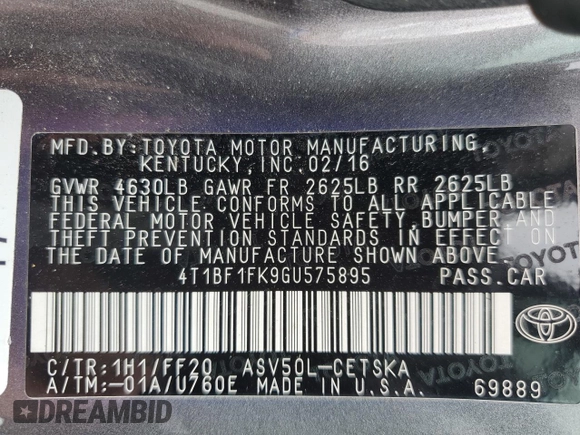 MFD.BY:TOYOTA MOTOR MANUFACTURING,
KENTUCKY,INC.02/16
GVWR 4630LB GAWR FR 2625LB RR 2625LB
THIS VEHICLE CONFORMS TO ALL APPLICABLE
FEDERAL MOTOR VEHICLE SAFETY,BUMPER AND
THEFT PREVENTION STANDARDS IN EFFECT ON
THE DATE OF MANUFACTURE SHOWN ABOVE.
4T1BF1FK9GU575895 PASS.CAR
C/TR:1H1/FF20 ASV50L-CETSKA
A/TM:-01A/U760E MADE IN U.S.A. 69889
DREAMBID